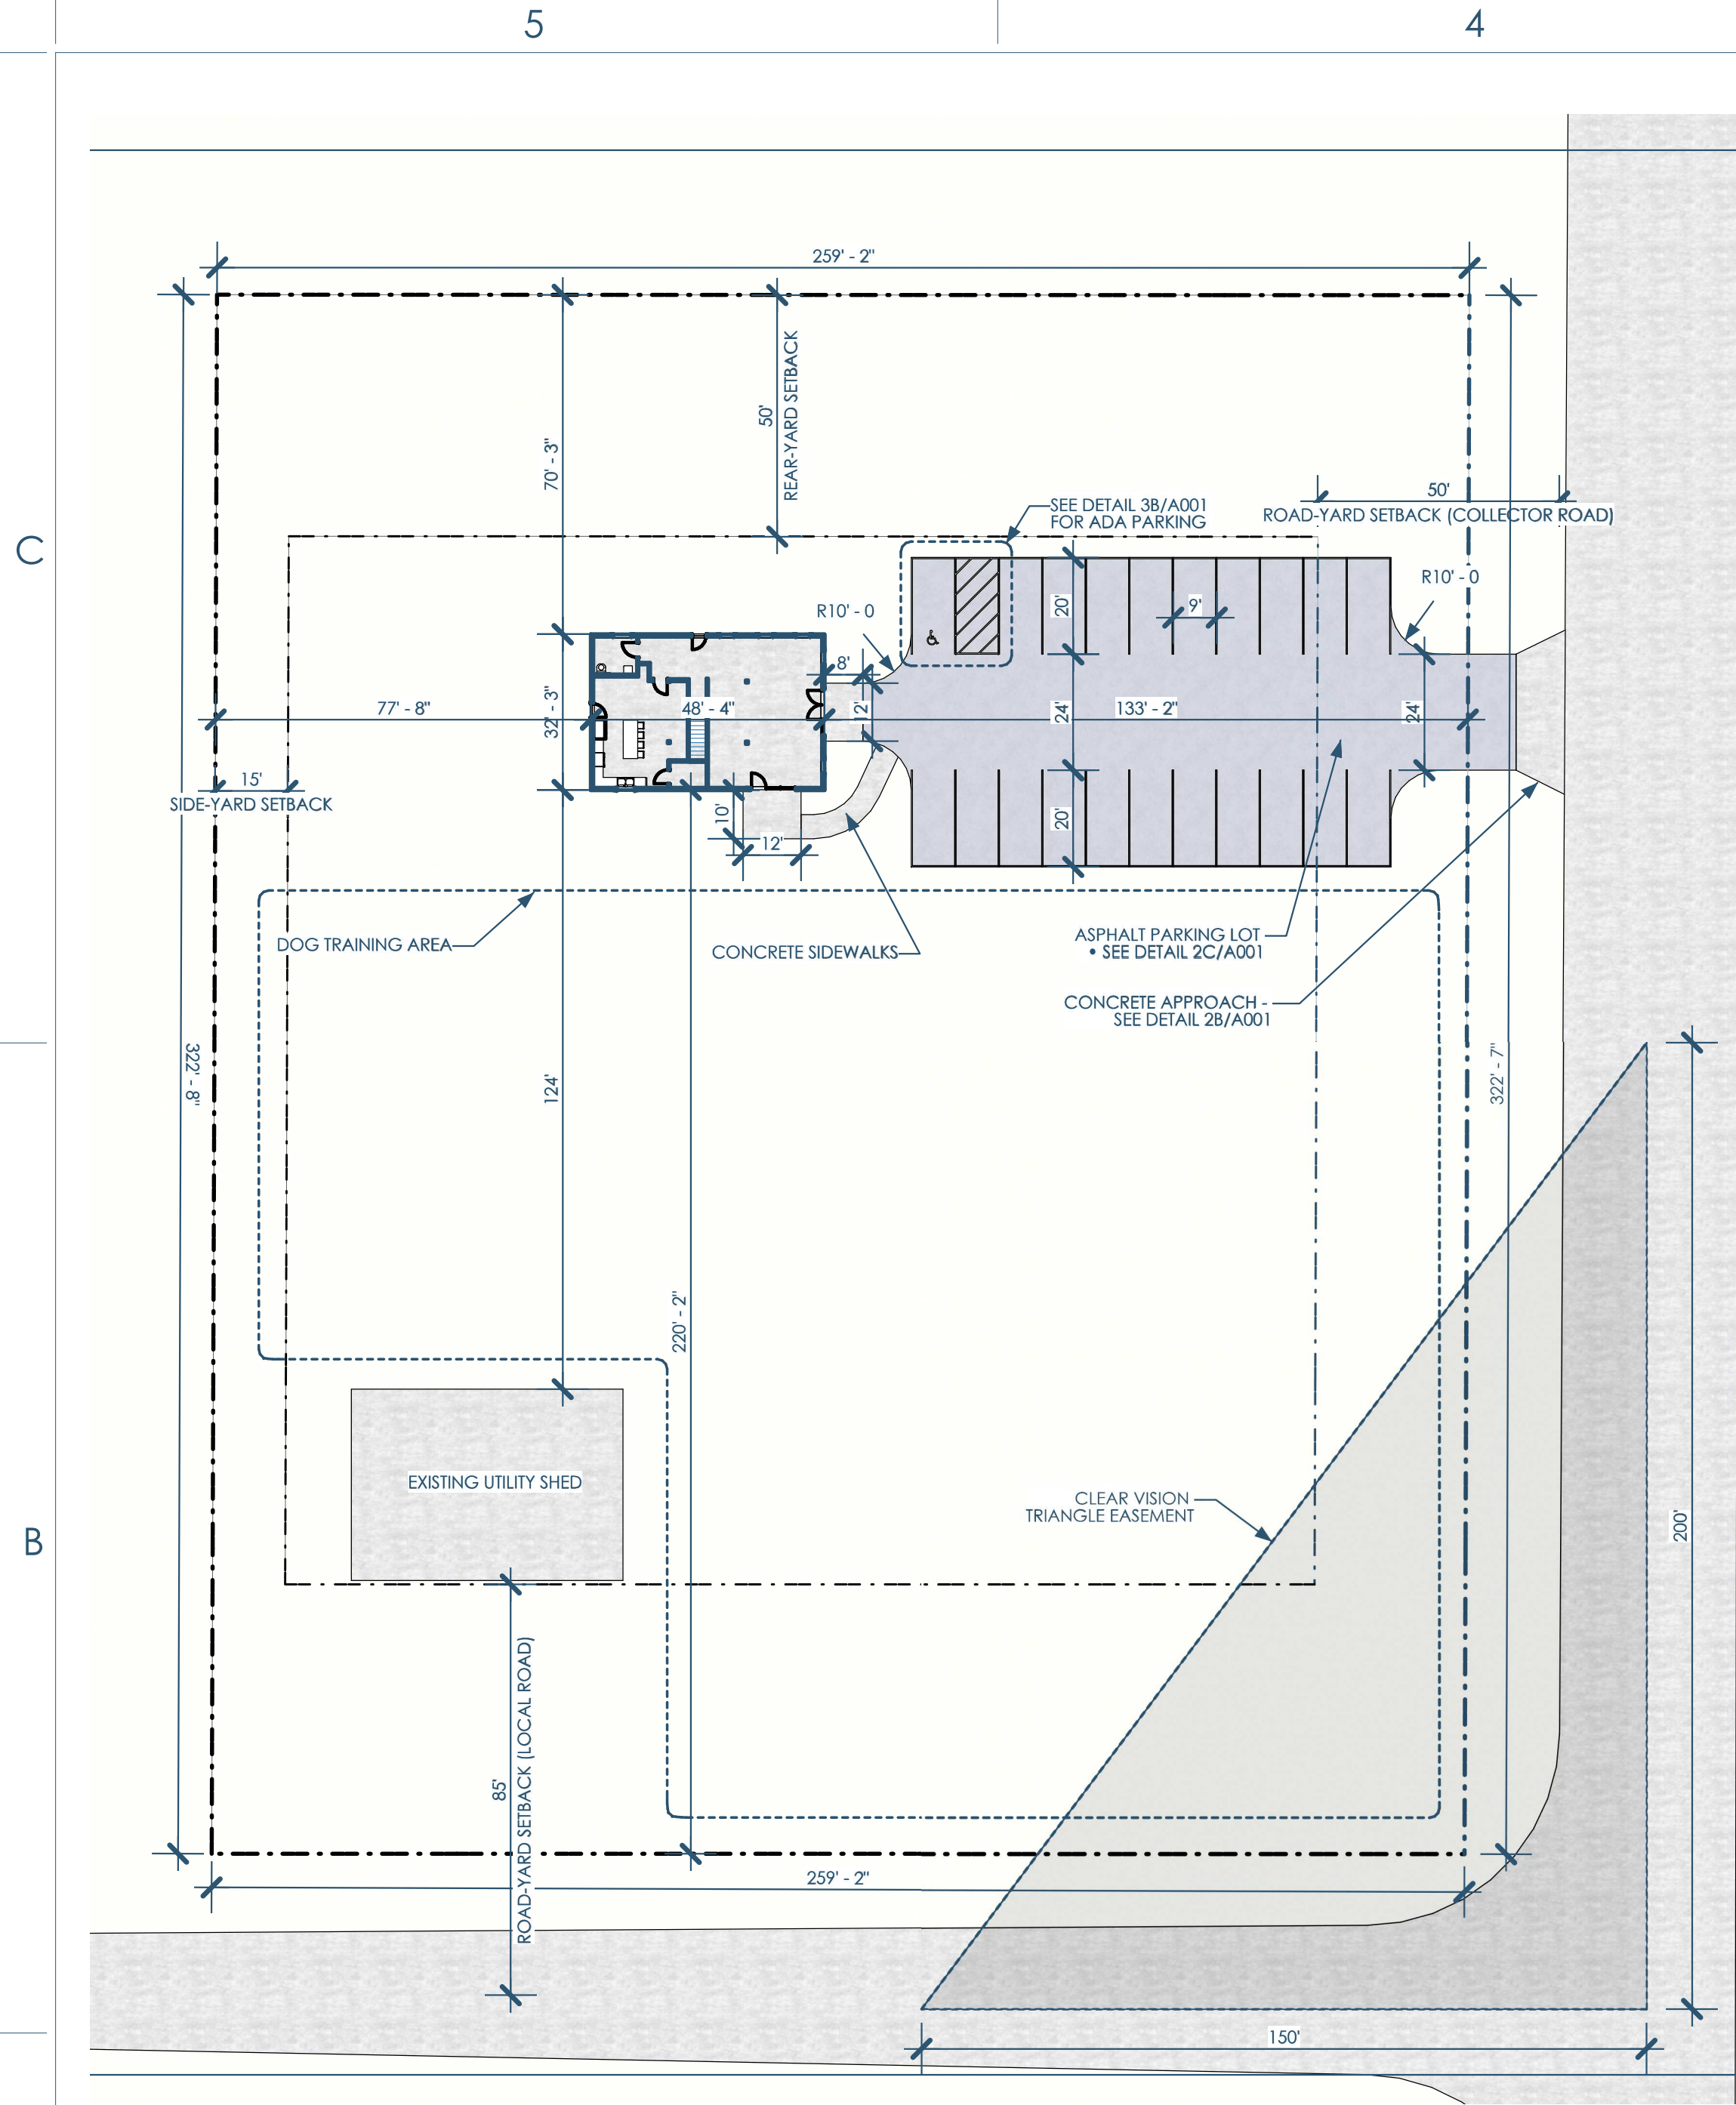 5
4
259' - 2"
50'
REAR-YARD SETBACK
70' - 3"
SEE DETAIL 3B/A001
FOR ADA PARKING
50'
ROAD-YARD SETBACK (COLLECTOR ROAD)
C
R10' - 0
R10' - 0
20'
9'
8'
77' - 8"
32' - 3"
48' - 4"
12'
24'
133' - 2"
24'
15'
SIDE-YARD SETBACK
10'
12'
20'
DOG TRAINING AREA
CONCRETE SIDEWALKS
ASPHALT PARKING LOT
• SEE DETAIL 2C/A001
CONCRETE APPROACH -
SEE DETAIL 2B/A001
322' - 8"
124'
322' - 7"
220' - 2"
EXISTING UTILITY SHED
CLEAR VISION
TRIANGLE EASEMENT
200'
B
85'
ROAD-YARD SETBACK (LOCAL ROAD)
259' - 2"
150'